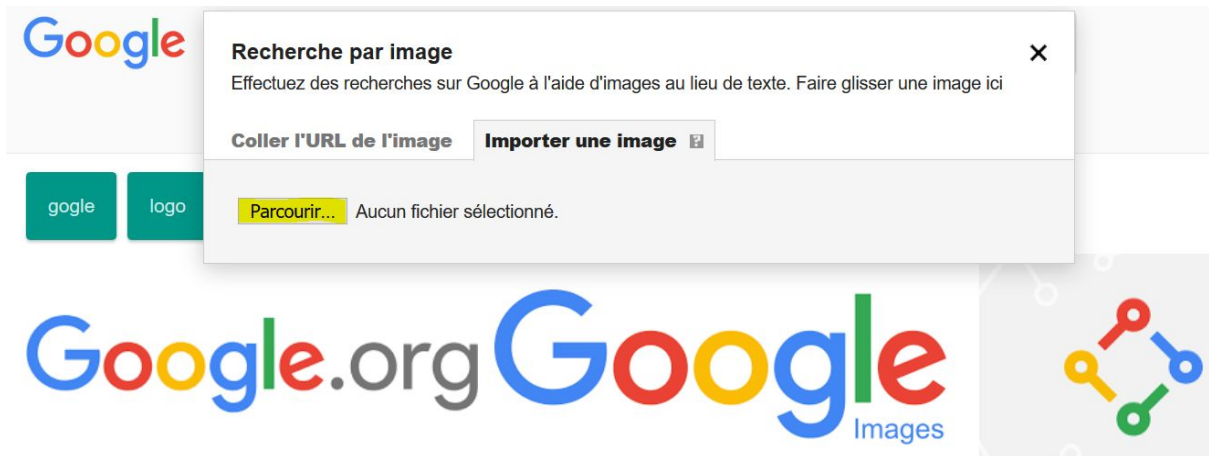 Google
Recherche par image
Effectuez des recherches sur Google à l'aide d'images au lieu de texte. Faire glisser une image ici
Coller l'URL de l'image Importer une image ?
gogle logo
Parcourir... Aucun fichier sélectionné.
Google.org Google
Images